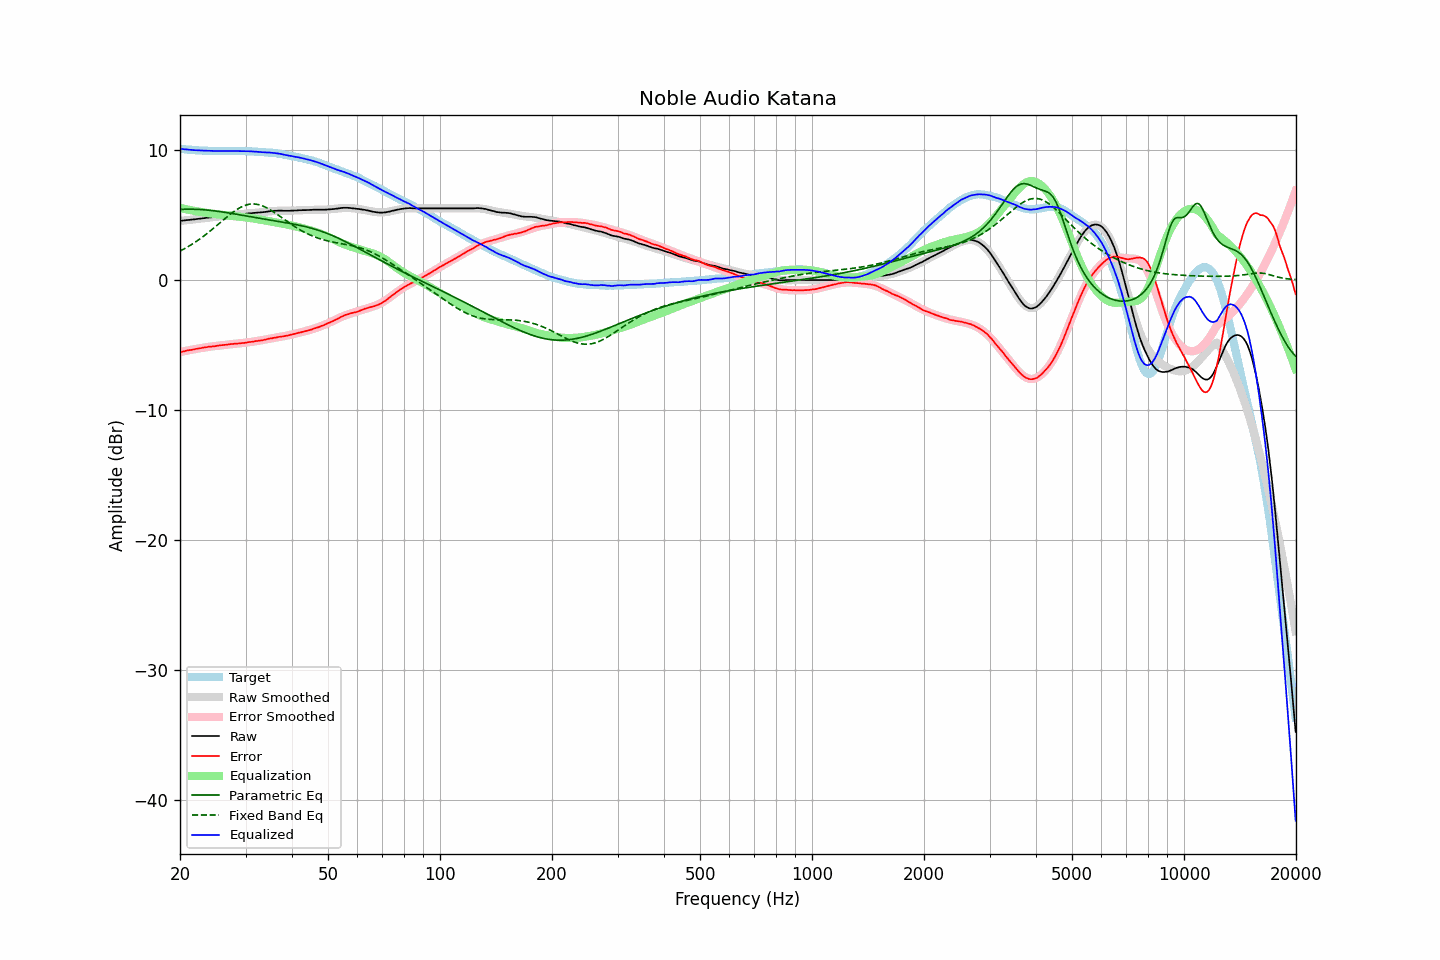 Noble Audio Katana
Amplitude (dBr)
10
0
−10
−20
−30
−40
Target
Raw Smoothed
Error Smoothed
Raw
Error
Equalization
Parametric Eq
Fixed Band Eq
Equalized
20 50 100 200 500 1000 2000 5000 10000 20000
Frequency (Hz)